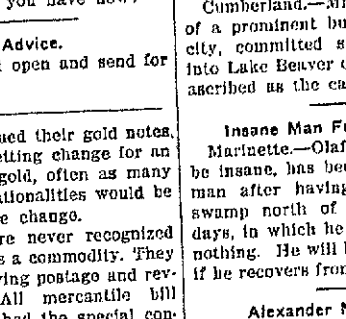 you have now,
Advice.
open and send for
ued their gold notes,
etting change for an
gold, often as many
ationalities would be
e change.
re never recognized
s a commodity. They
ing postage and rev-
All mercantile bill
had the special con-
Cumberland.—
of a prominent bu
city, committed s
into Lake Beaver
ascribed as the ca
Insane Man F
Marinette.—Olaf
be insane, has bee
man after having
swamp north of
days, in which he
nothing. He will
if he recovers from
Alexander